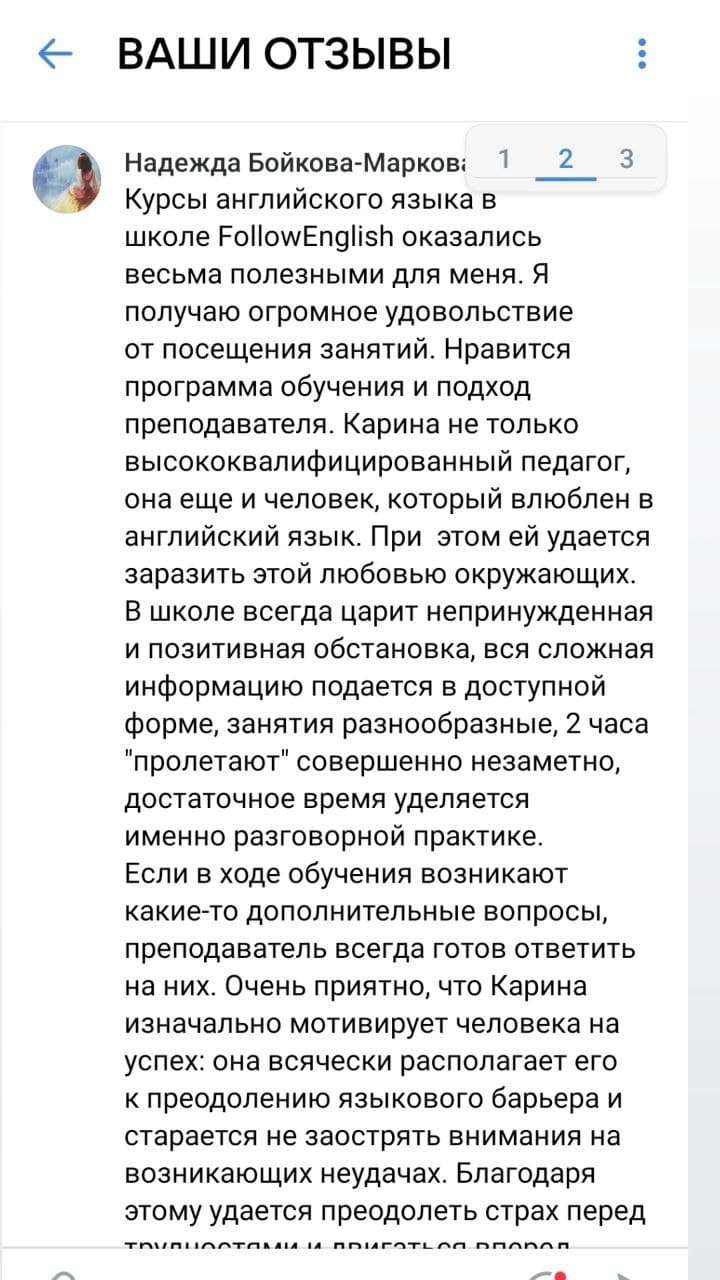 ВАШИ ОТЗЫВЫ
1 2 3
Надежда Бойкова-Маркова
Курсы английского языка в
школе FollowEnglish оказались
весьма полезными для меня. Я
получаю огромное удовольствие
от посещения занятий. Нравится
программа обучения и подход
преподавателя. Карина не только
высококвалифицированный педагог,
она еще и человек, который влюблен в
английский язык. При  этом ей удается
заразить этой любовью окружающих.
В школе всегда царит непринужденная
и позитивная обстановка, вся сложная
информацию подается в доступной
форме, занятия разнообразные, 2 часа
"пролетают" совершенно незаметно,
достаточное время уделяется
именно разговорной практике.
Если в ходе обучения возникают
какие-то дополнительные вопросы,
преподаватель всегда готов ответить
на них. Очень приятно, что Карина
изначально мотивирует человека на
успех: она всячески располагает его
к преодолению языкового барьера и
старается не заострять внимания на
возникающих неудачах. Благодаря
этому удается преодолеть страх перед
трудностями и двигаться вперед